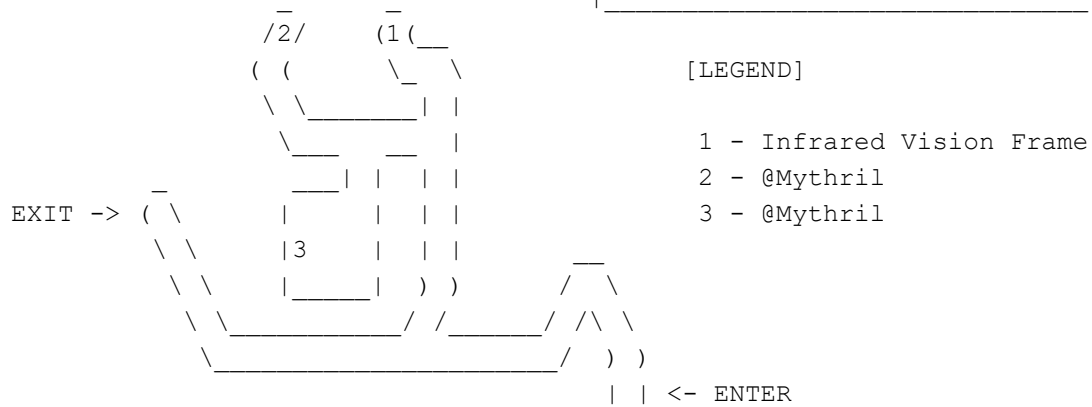 /2/ (1(
[LEGEND]
1 - Infrared Vision Frame
2 - @Mythril
3 - @Mythril
EXIT -> (
3
<- ENTER